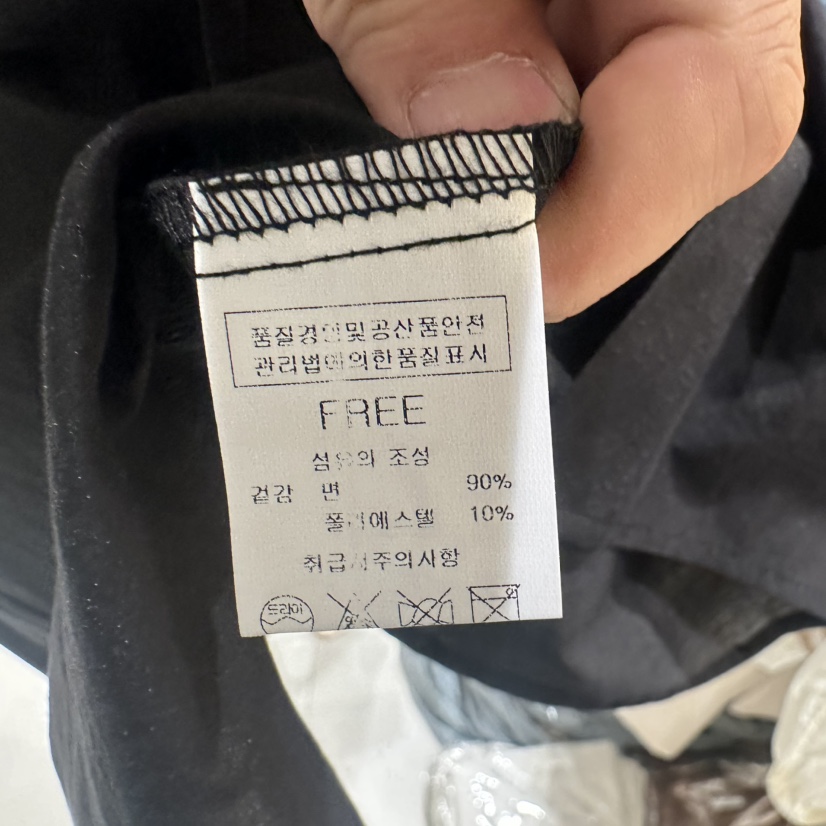 품질경영및공산품안전
관리법에의한품질표시
FREE
섬유의 조성
겉감 면 90%
폴리에스텔 10%
취급시주의사항
드라이